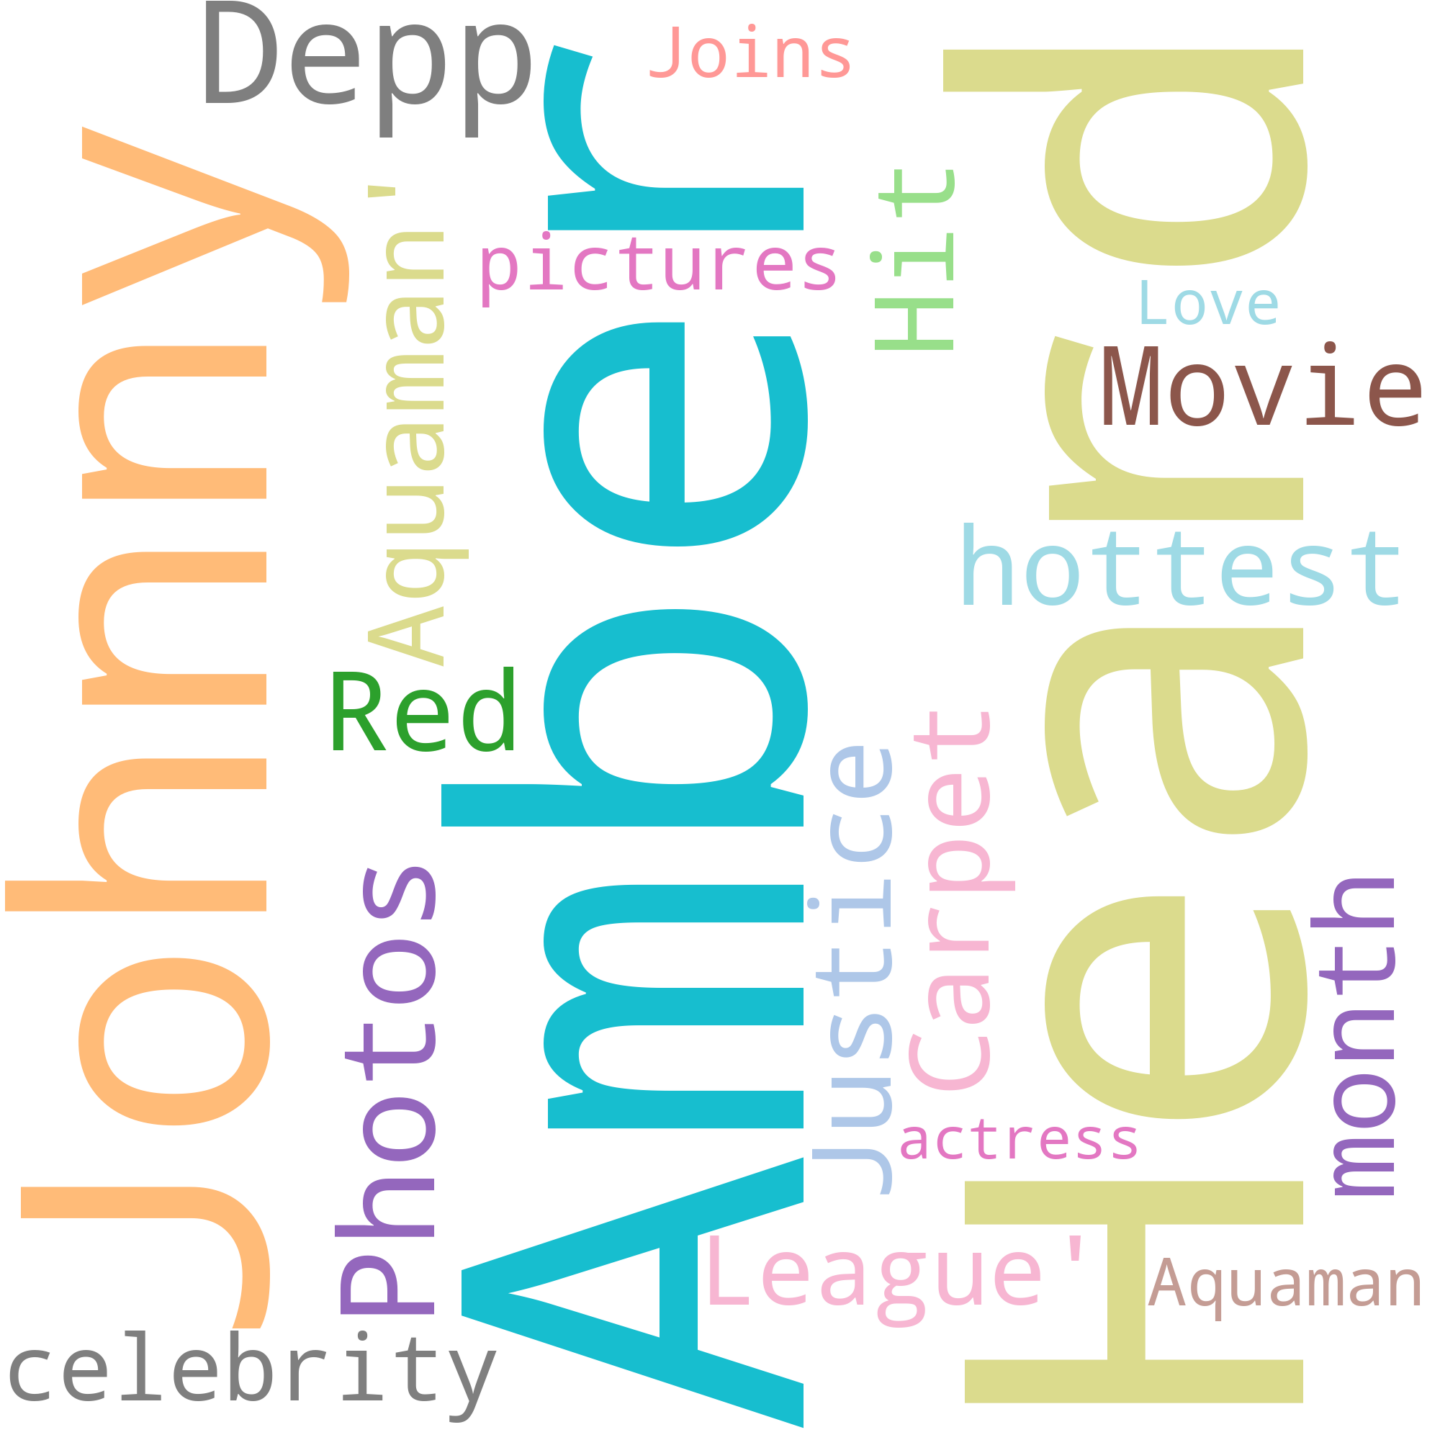 Depp
Joins
Johnny
Aquaman'
pictures
Amber
Hit
Heard
Love
Movie
hottest
Red
Photos
Justice
Carpet
month
actress
League'
Aquaman
celebrity